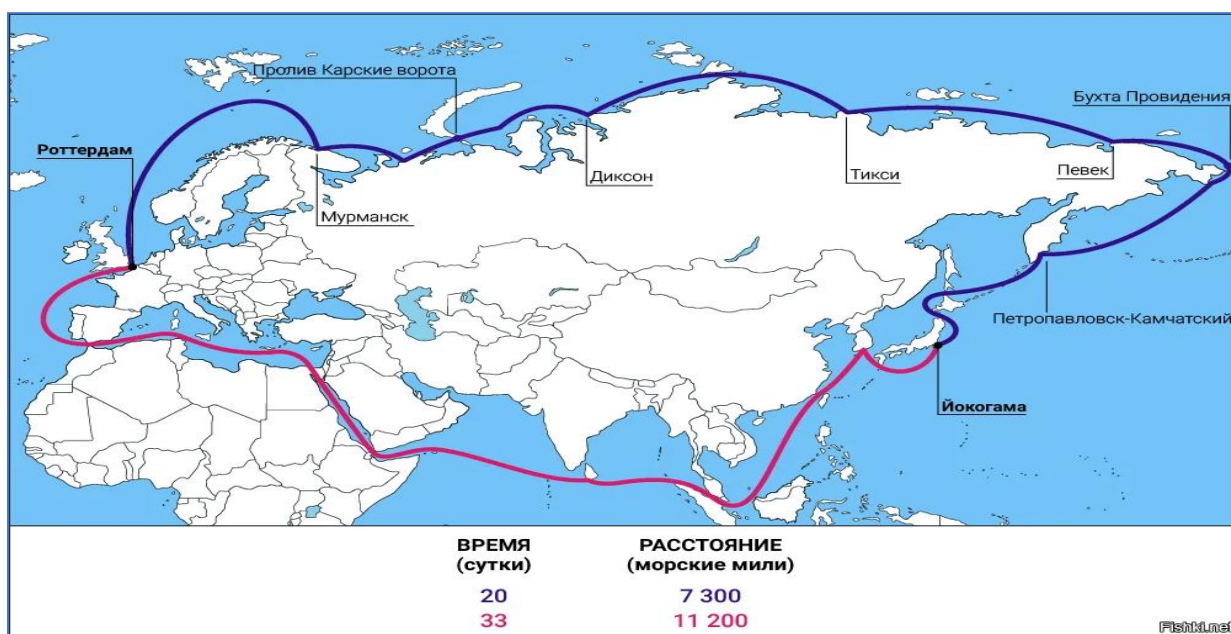 Пролив Карские ворота
Бухта Провидения
Роттердам
Диксон
Тикси
Певек
Мурманск
Петропавловск-Камчатский
Йокогама
ВРЕМЯ
(сутки)
РАССТОЯНИЕ
(морские мили)
20
7 300
33
11 200
Fishki.net